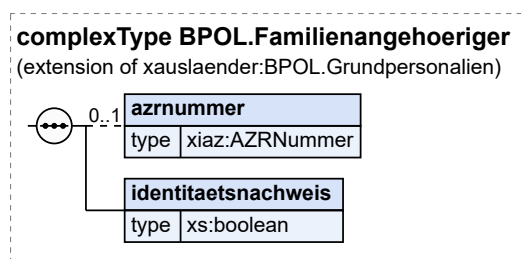 complexType BPOL.Familienangehoeriger
(extension of xauslaender:BPOL.Grundpersonalien)
0..1
azrnummer
type xiaz:AZRNummer
identitaetsnachweis
type xs:boolean